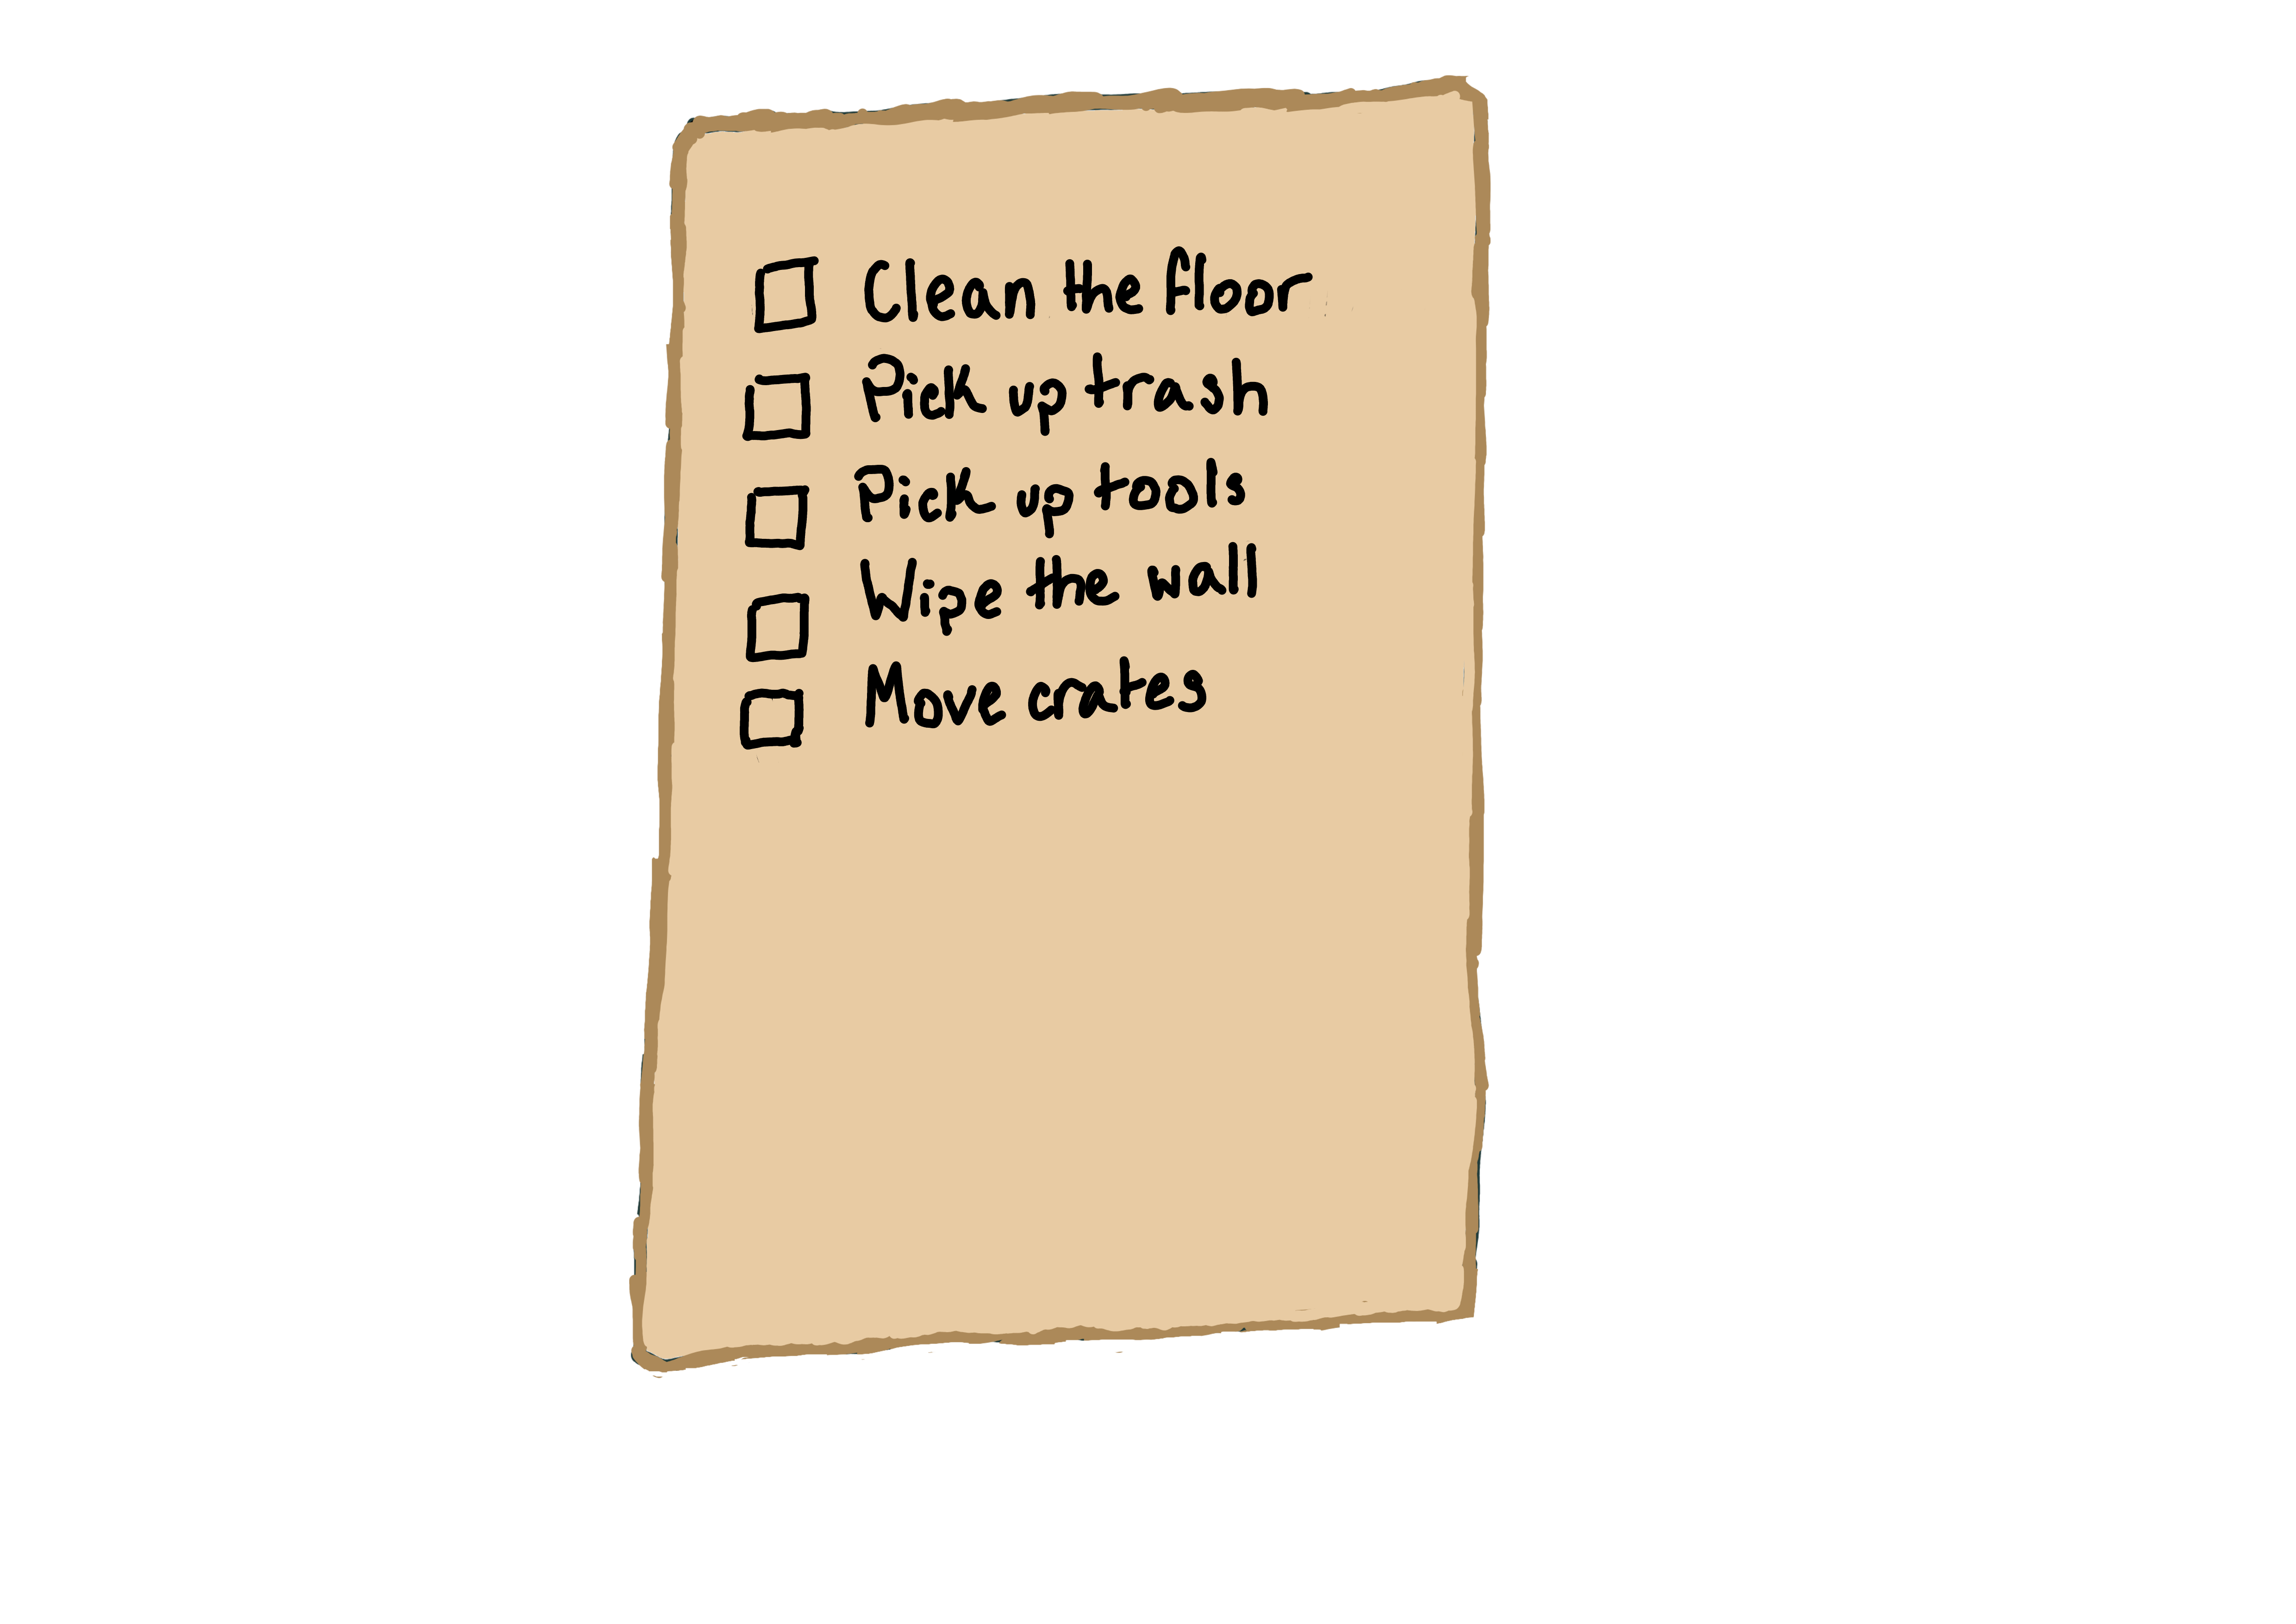 Clean the floor
Pick up trash
Pick up tools
Wipe the wall
Move crates